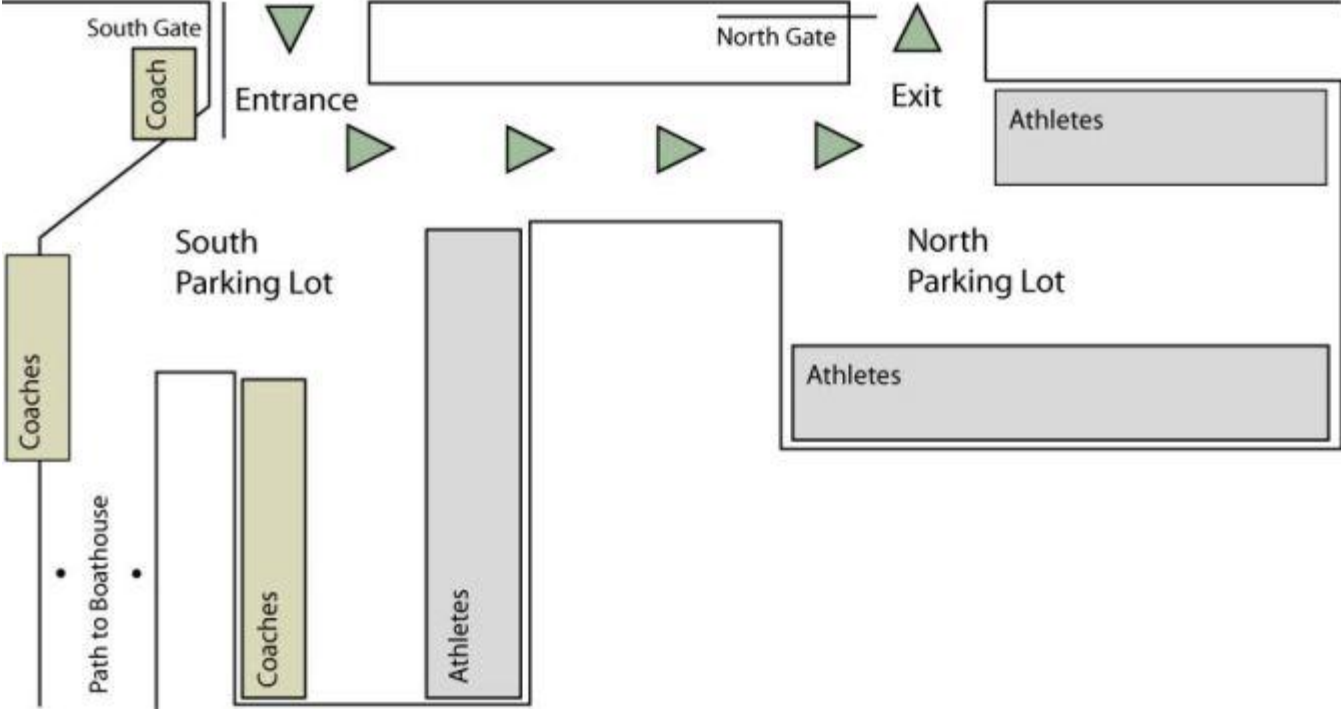 South Gate
Coach
Entrance
North Gate
Exit
Athletes
South
Parking Lot
North
Parking Lot
Coaches
Athletes
Path to Boathouse
Coaches
Athletes